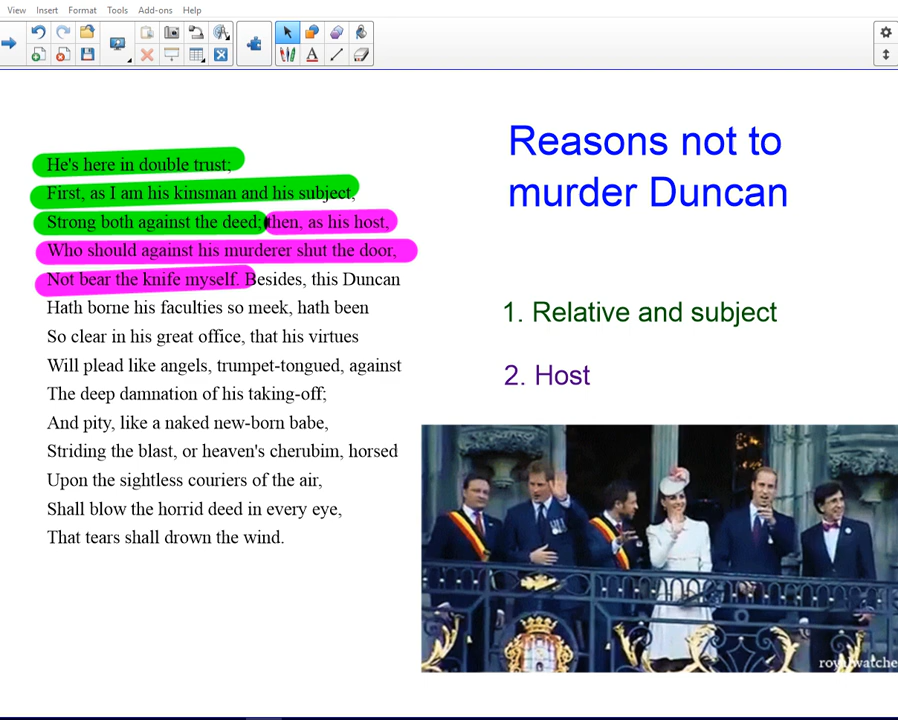 View Insert Format Tools Add-ons Help
He's here in double trust;
First, as I am his kinsman and his subject,
Strong both against the deed; then, as his host,
Who should against his murderer shut the door,
Not bear the knife myself. Besides, this Duncan
Hath borne his faculties so meek, hath been
So clear in his great office, that his virtues
Will plead like angels, trumpet-tongued, against
The deep damnation of his taking-off;
And pity, like a naked new-born babe,
Striding the blast, or heaven's cherubim, horsed
Upon the sightless couriers of the air,
Shall blow the horrid deed in every eye,
That tears shall drown the wind.
Reasons not to
murder Duncan
1. Relative and subject
2. Host